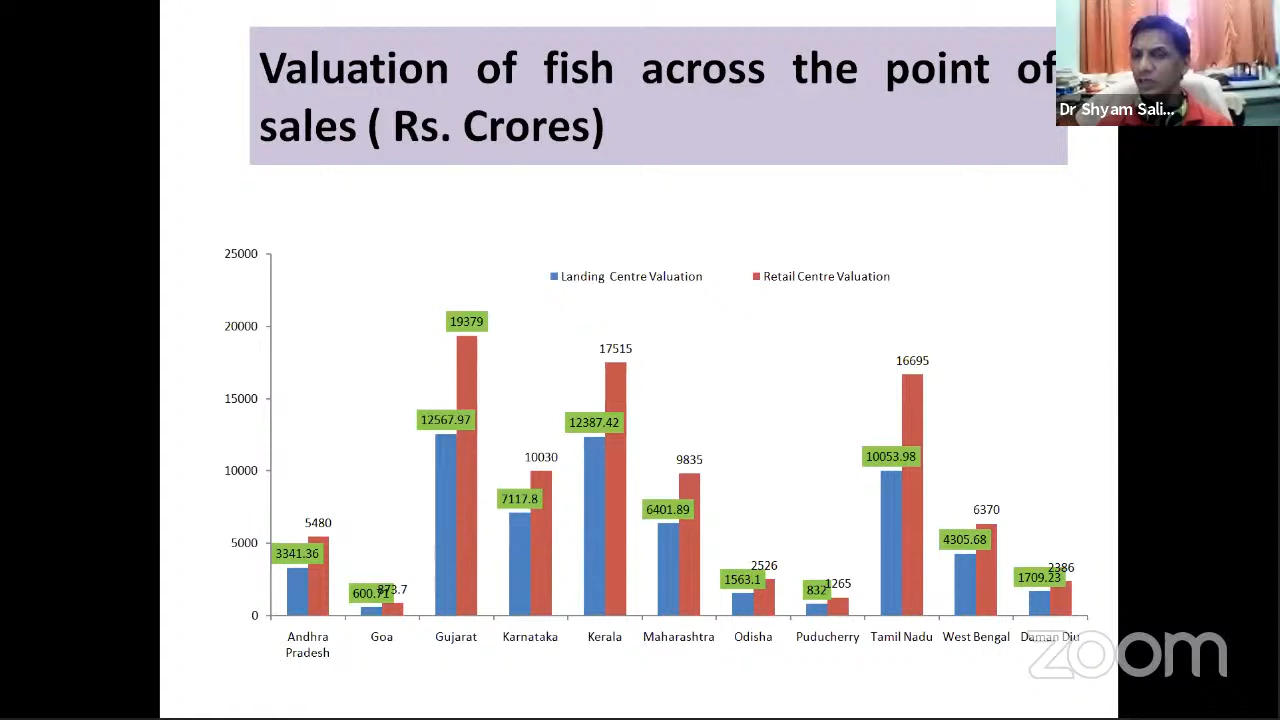 Valuation of fish across the point of
sales ( Rs. Crores)
Dr Shyam Sali...
25000
20000
15000
10000
5000
0
Landing Centre Valuation
Retail Centre Valuation
3341.36
5480
600.71
873.7
12567.97
19379
7117.8
10030
12387.42
17515
6401.89
9835
1563.1
2526
832
1265
10053.98
16695
4305.68
6370
1709.23
2386
Andhra
Pradesh
Goa
Gujarat
Karnataka
Kerala
Maharashtra
Odisha
Puducherry
Tamil Nadu
West Bengal
Daman Diu
zoom